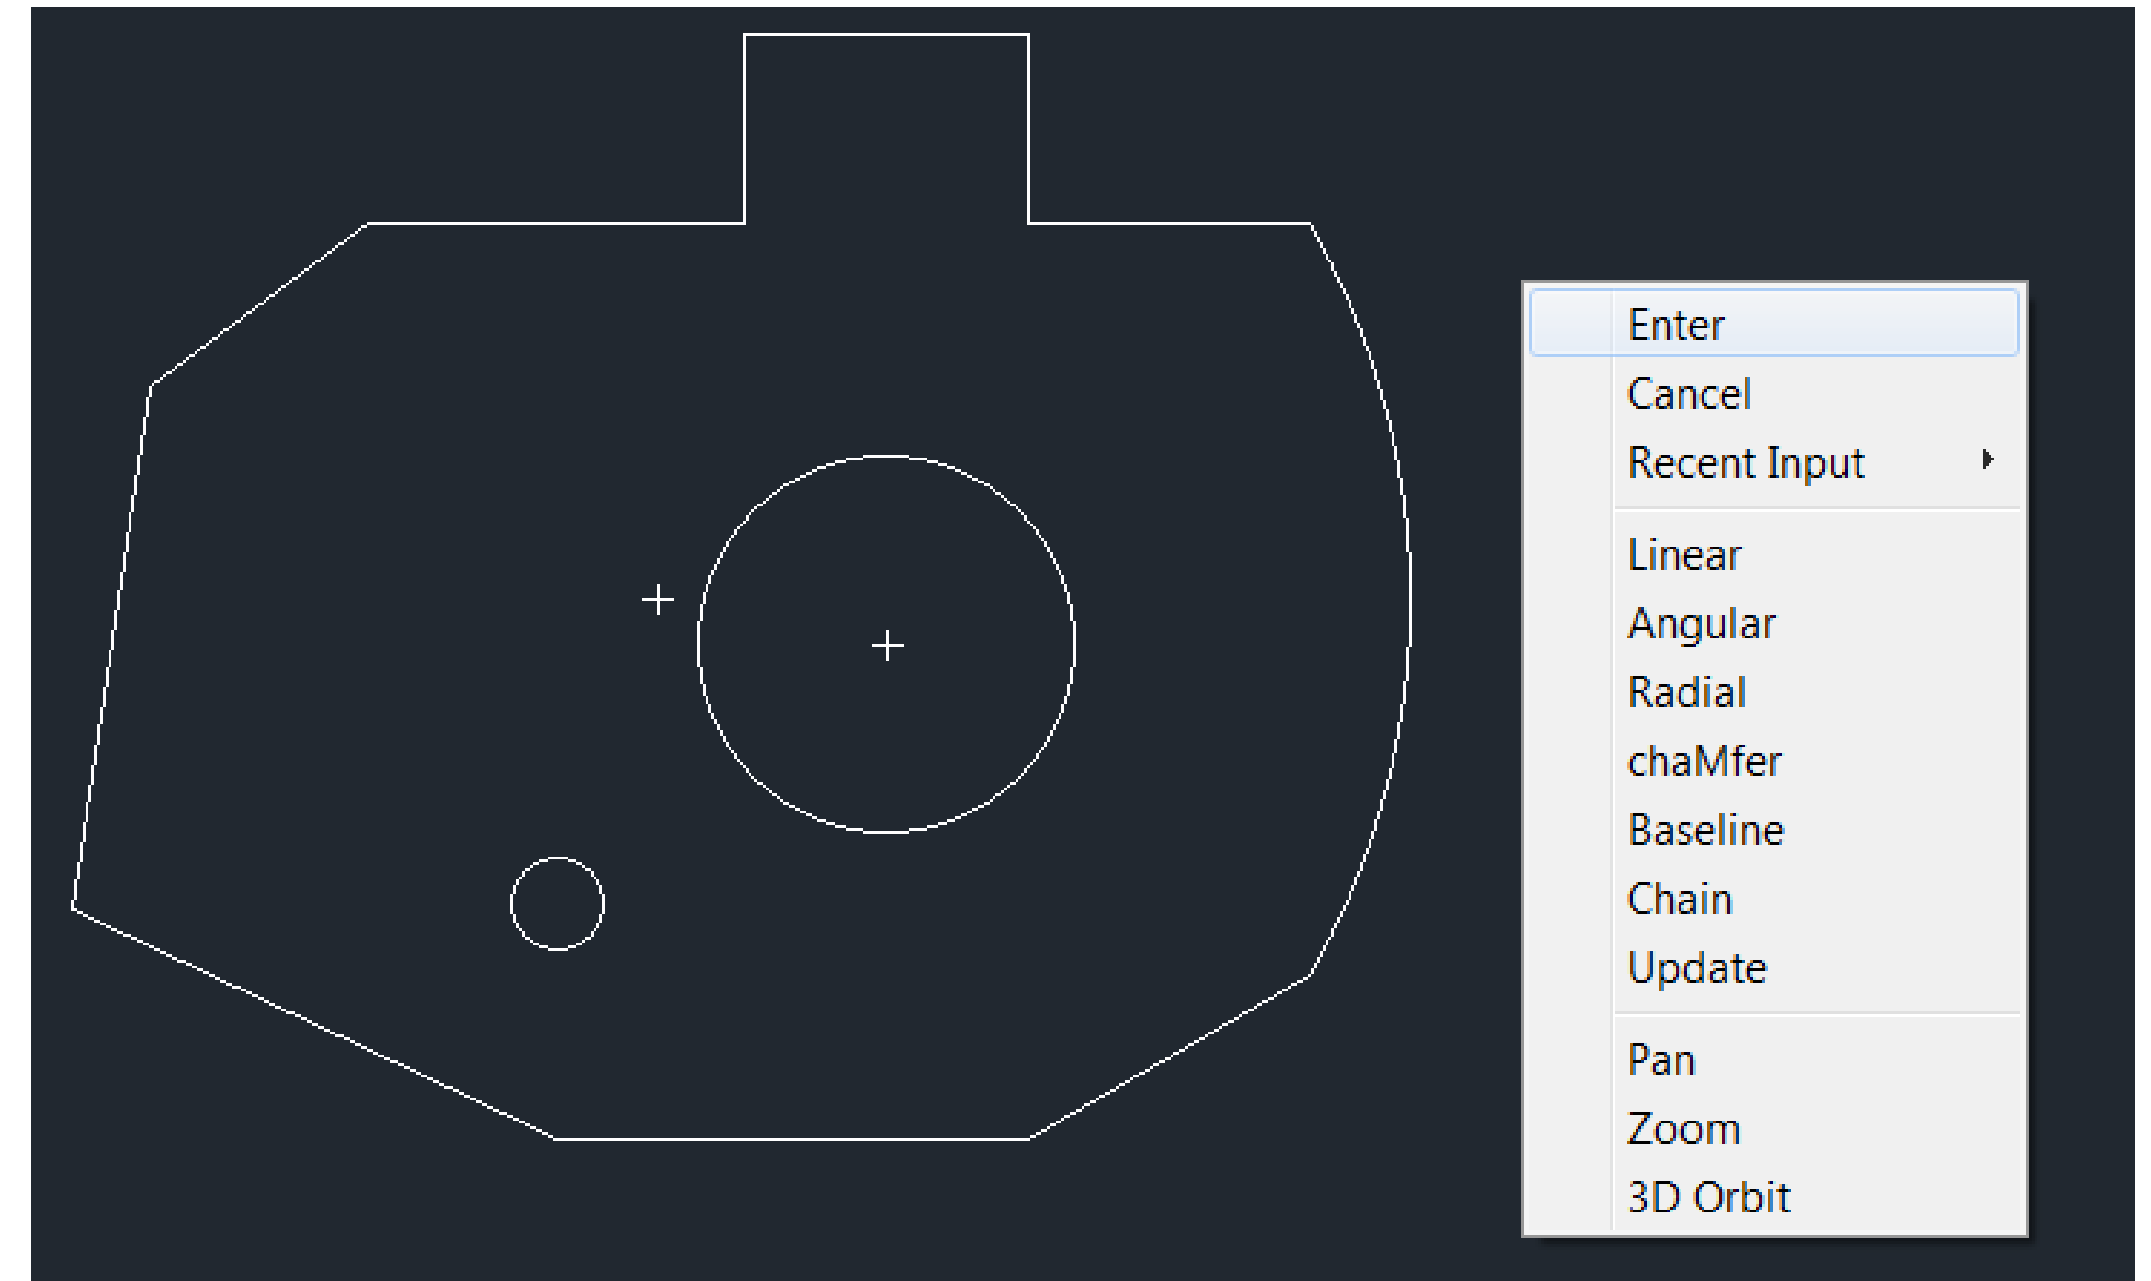 Enter
Cancel
Recent Input
Linear
Angular
Radial
chaMfer
Baseline
Chain
Update
Pan
Zoom
3D Orbit